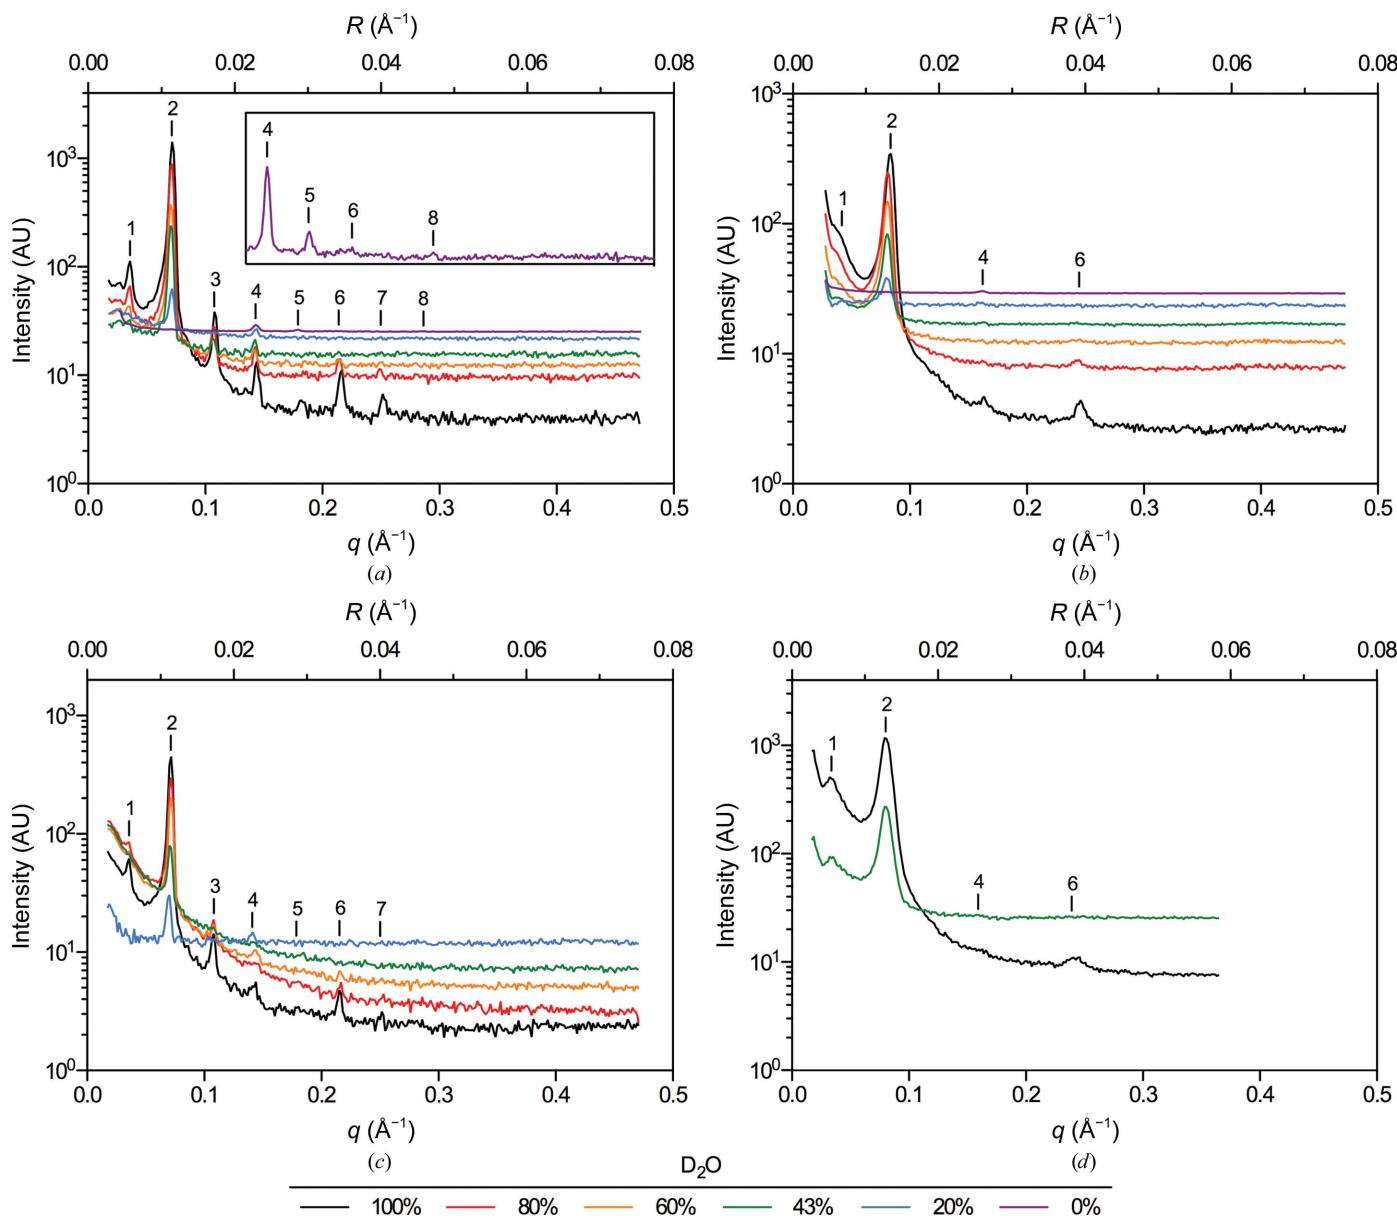 R (Å⁻¹)
0.00 0.02 0.04 0.06 0.08
10³
10²
10¹
10⁰
Intensity (AU)
1 2 3 4 5 6 7 8
4 5 6 8
0.0 0.1 0.2 0.3 0.4 0.5
q (Å⁻¹)
(a)
R (Å⁻¹)
0.00 0.02 0.04 0.06 0.08
10³
10²
10¹
10⁰
Intensity (AU)
1 2 4 6
0.0 0.1 0.2 0.3 0.4 0.5
q (Å⁻¹)
(b)
R (Å⁻¹)
0.00 0.02 0.04 0.06 0.08
10³
10²
10¹
10⁰
Intensity (AU)
1 2 3 4 5 6 7
0.0 0.1 0.2 0.3 0.4 0.5
q (Å⁻¹)
(c)
R (Å⁻¹)
0.00 0.02 0.04 0.06 0.08
10³
10²
10¹
10⁰
Intensity (AU)
1 2 4 6
0.0 0.1 0.2 0.3 0.4 0.5
q (Å⁻¹)
(d)
D₂O
100% 80% 60% 43% 20% 0%